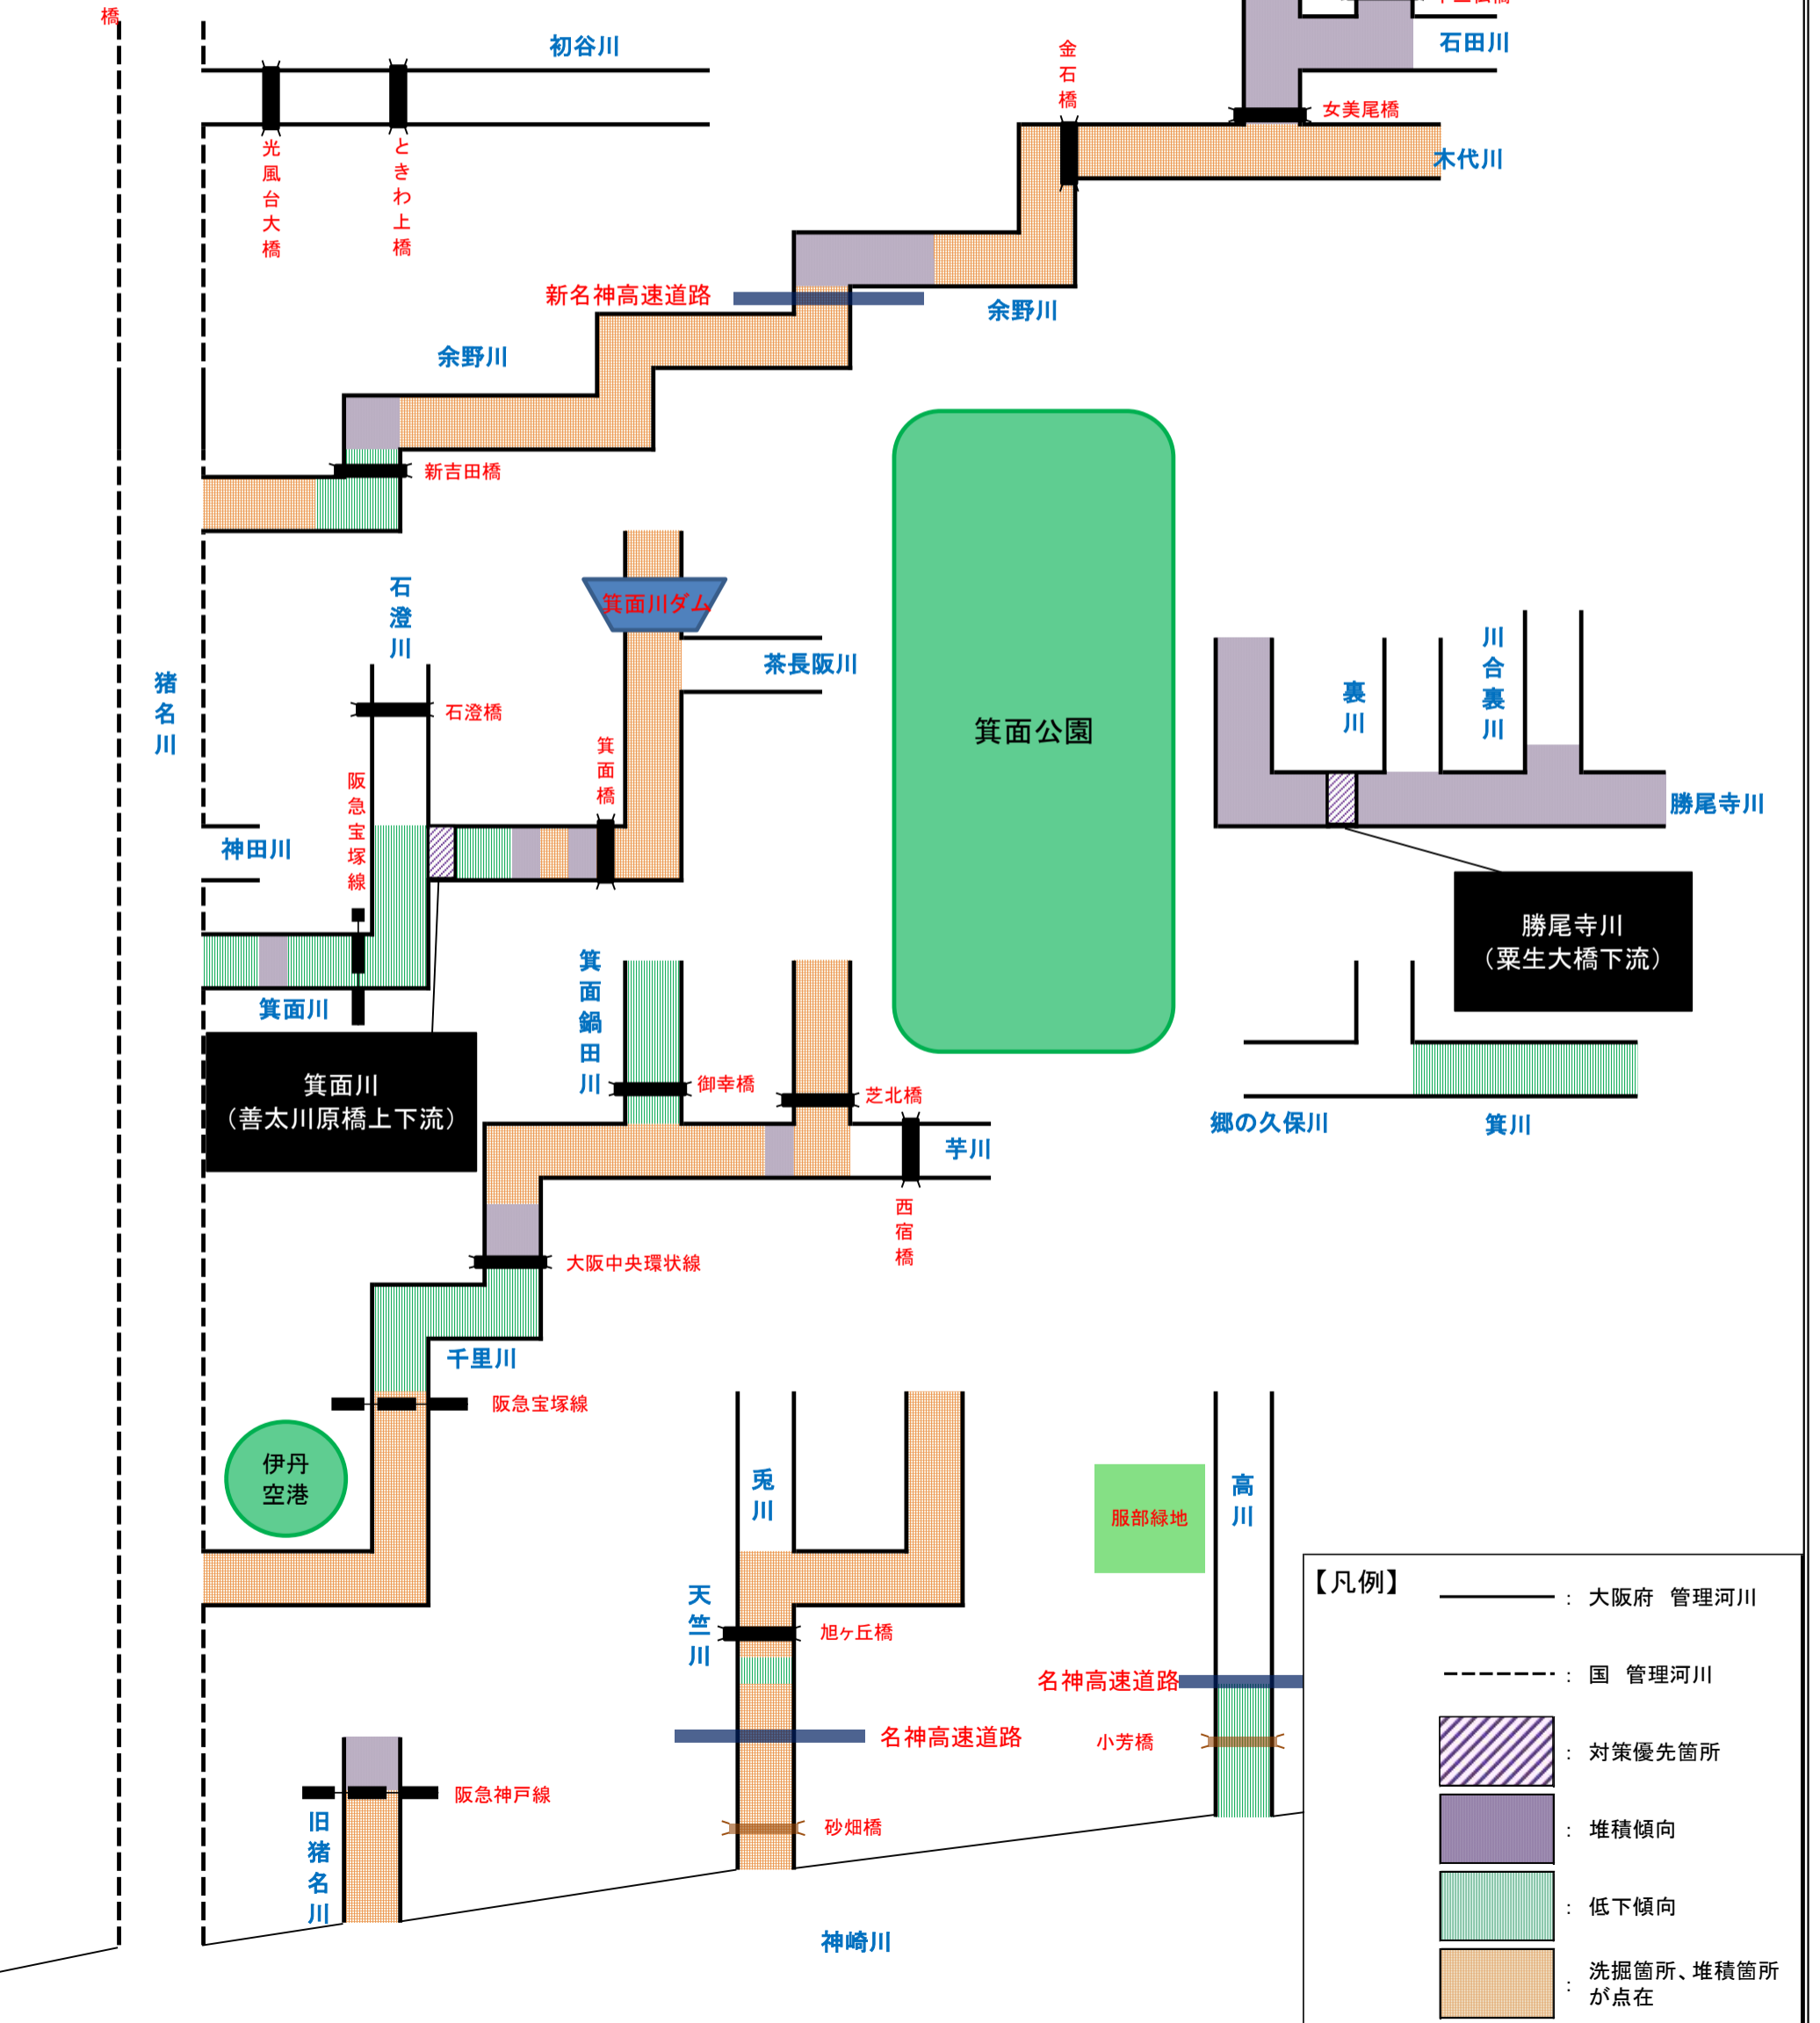 橋
初谷川
石田川
金石橋
女美尾橋
木代川
光風台大橋
ときわ上橋
新名神高速道路
余野川
余野川
新吉田橋
石澄川
箕面川ダム
茶長阪川
猪名川
石澄橋
箕面橋
阪急宝塚線
神田川
箕面公園
裏川
川合裏川
勝尾寺川
勝尾寺川
（粟生大橋下流）
箕面川
箕面川
（善太川原橋上下流）
箕面鍋田川
御幸橋
芝北橋
芋川
西宿橋
郷の久保川
箕川
大阪中央環状線
千里川
阪急宝塚線
伊丹
空港
兎川
天竺川
旭ヶ丘橋
服部緑地
高川
名神高速道路
名神高速道路
小芳橋
砂畑橋
阪急神戸線
旧猪名川
神崎川
【凡例】
： 大阪府 管理河川
： 国 管理河川
： 対策優先箇所
： 堆積傾向
： 低下傾向
： 洗掘箇所、堆積箇所
が点在